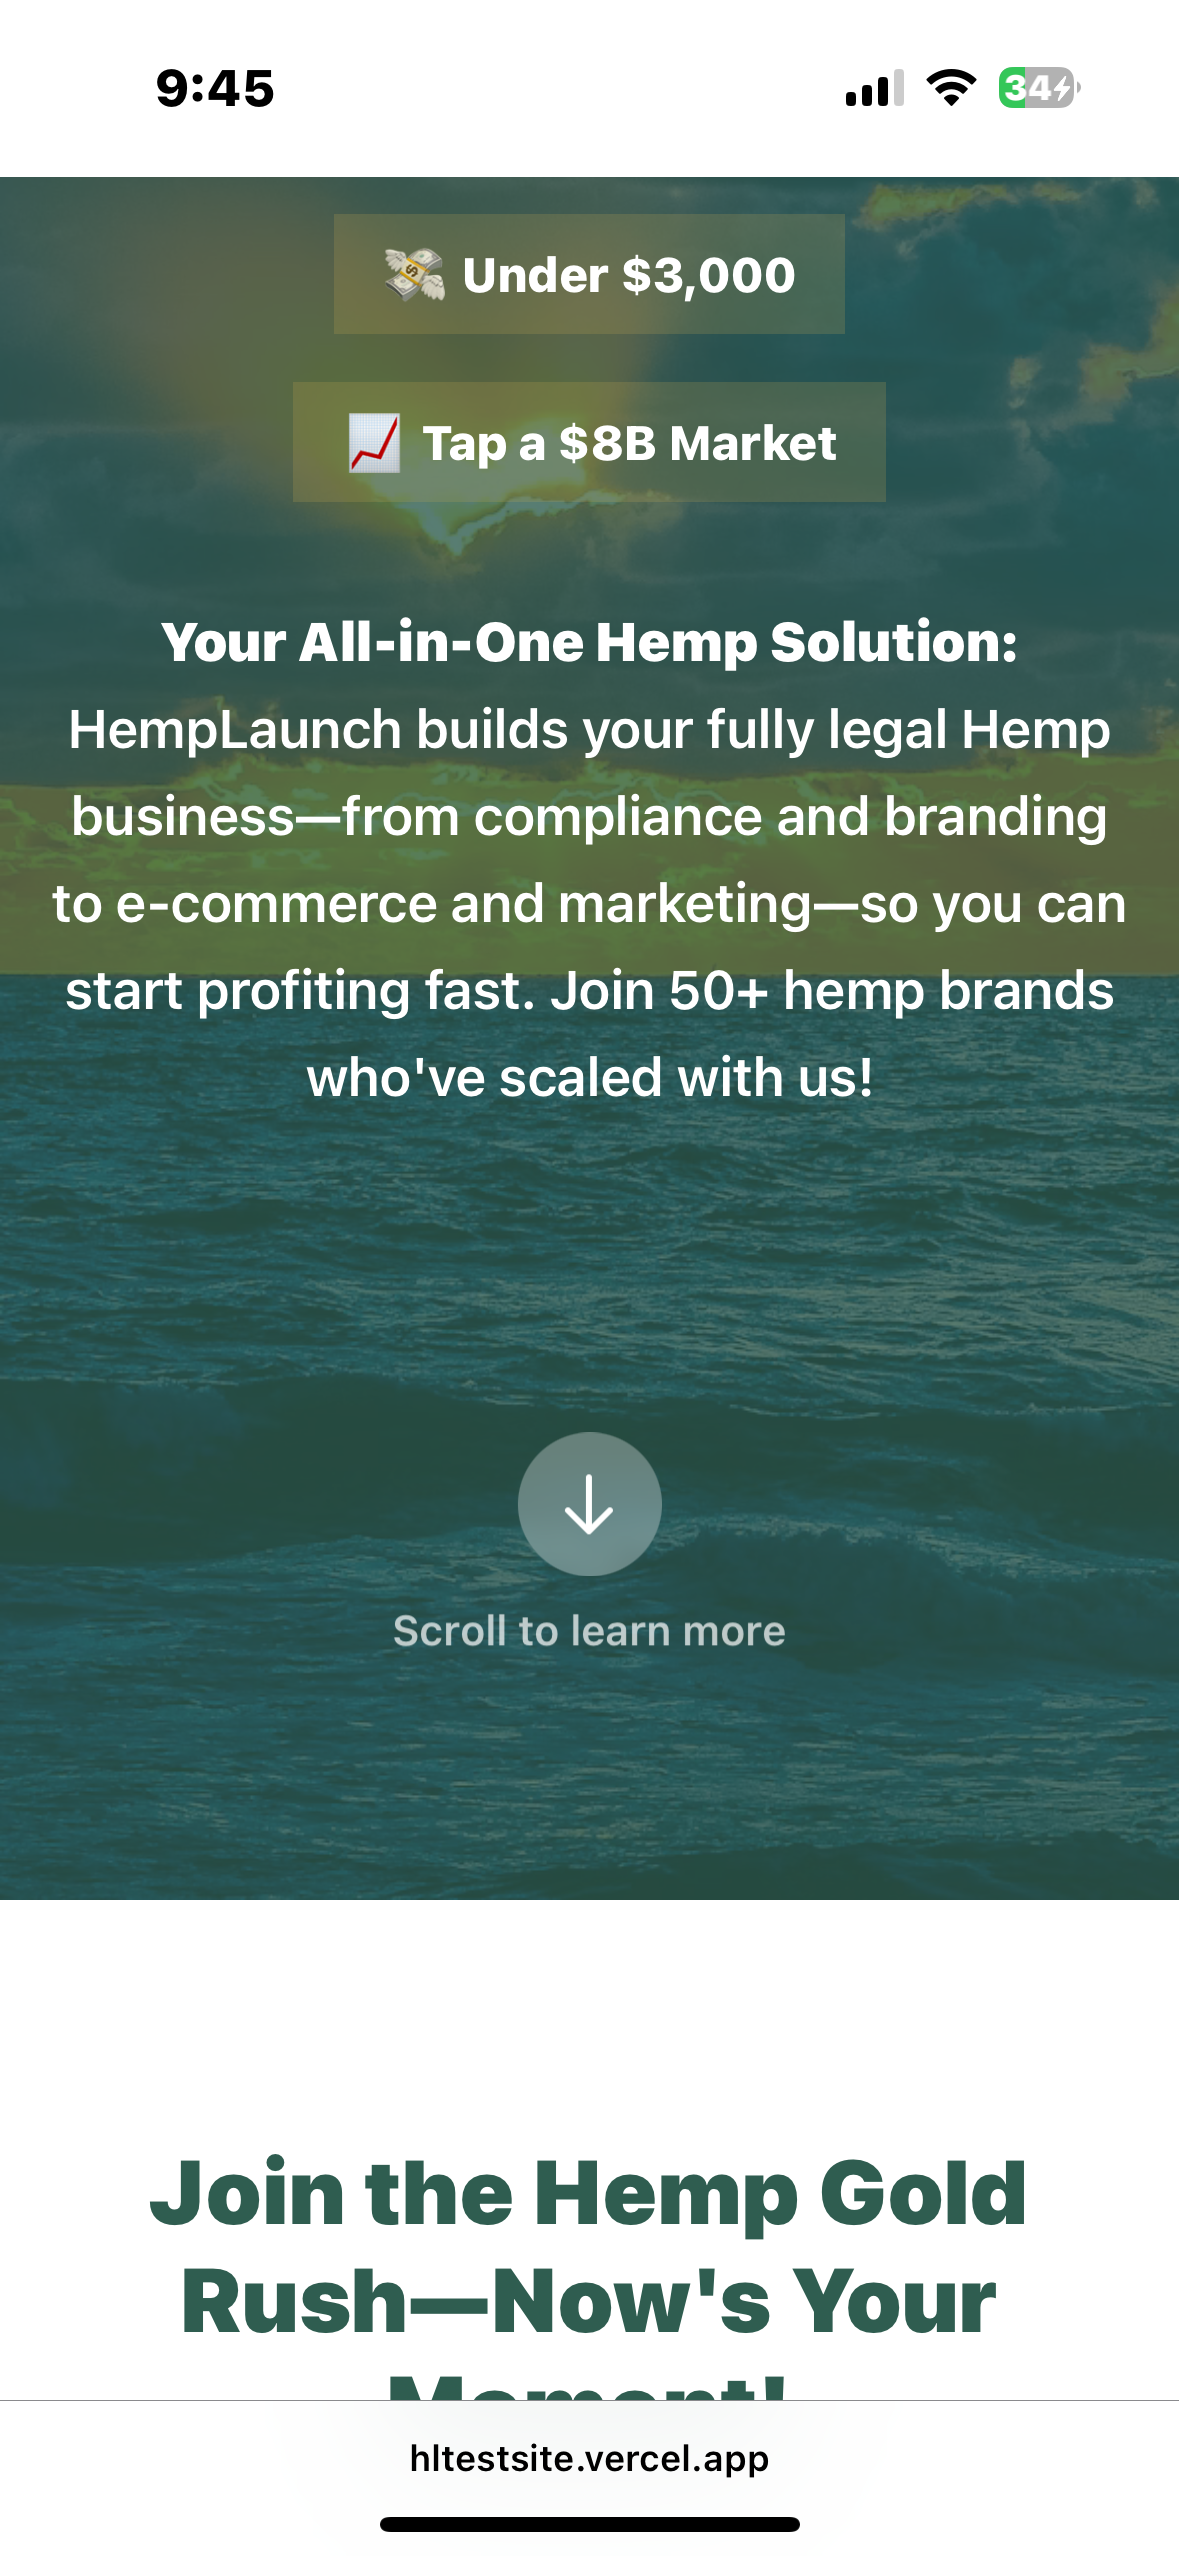 9:45
34
Under $3,000
Tap a $8B Market
Your All-in-One Hemp Solution:
HempLaunch builds your fully legal Hemp
business—from compliance and branding
to e-commerce and marketing—so you can
start profiting fast. Join 50+ hemp brands
who've scaled with us!
Scroll to learn more
Join the Hemp Gold
Rush—Now's Your
Moment!
hltestsite.vercel.app